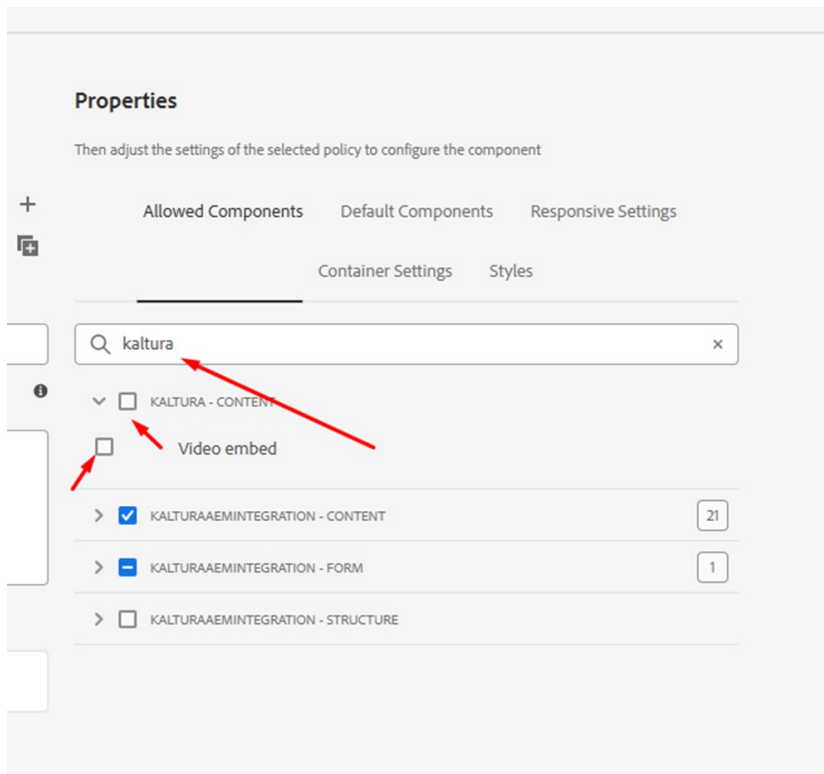 Properties
Then adjust the settings of the selected policy to configure the component
Allowed Components Default Components Responsive Settings
Container Settings Styles
kaltura
KALTURA - CONTENT
Video embed
KALTURAAEMINTEGRATION - CONTENT 21
KALTURAAEMINTEGRATION - FORM 1
KALTURAAEMINTEGRATION - STRUCTURE